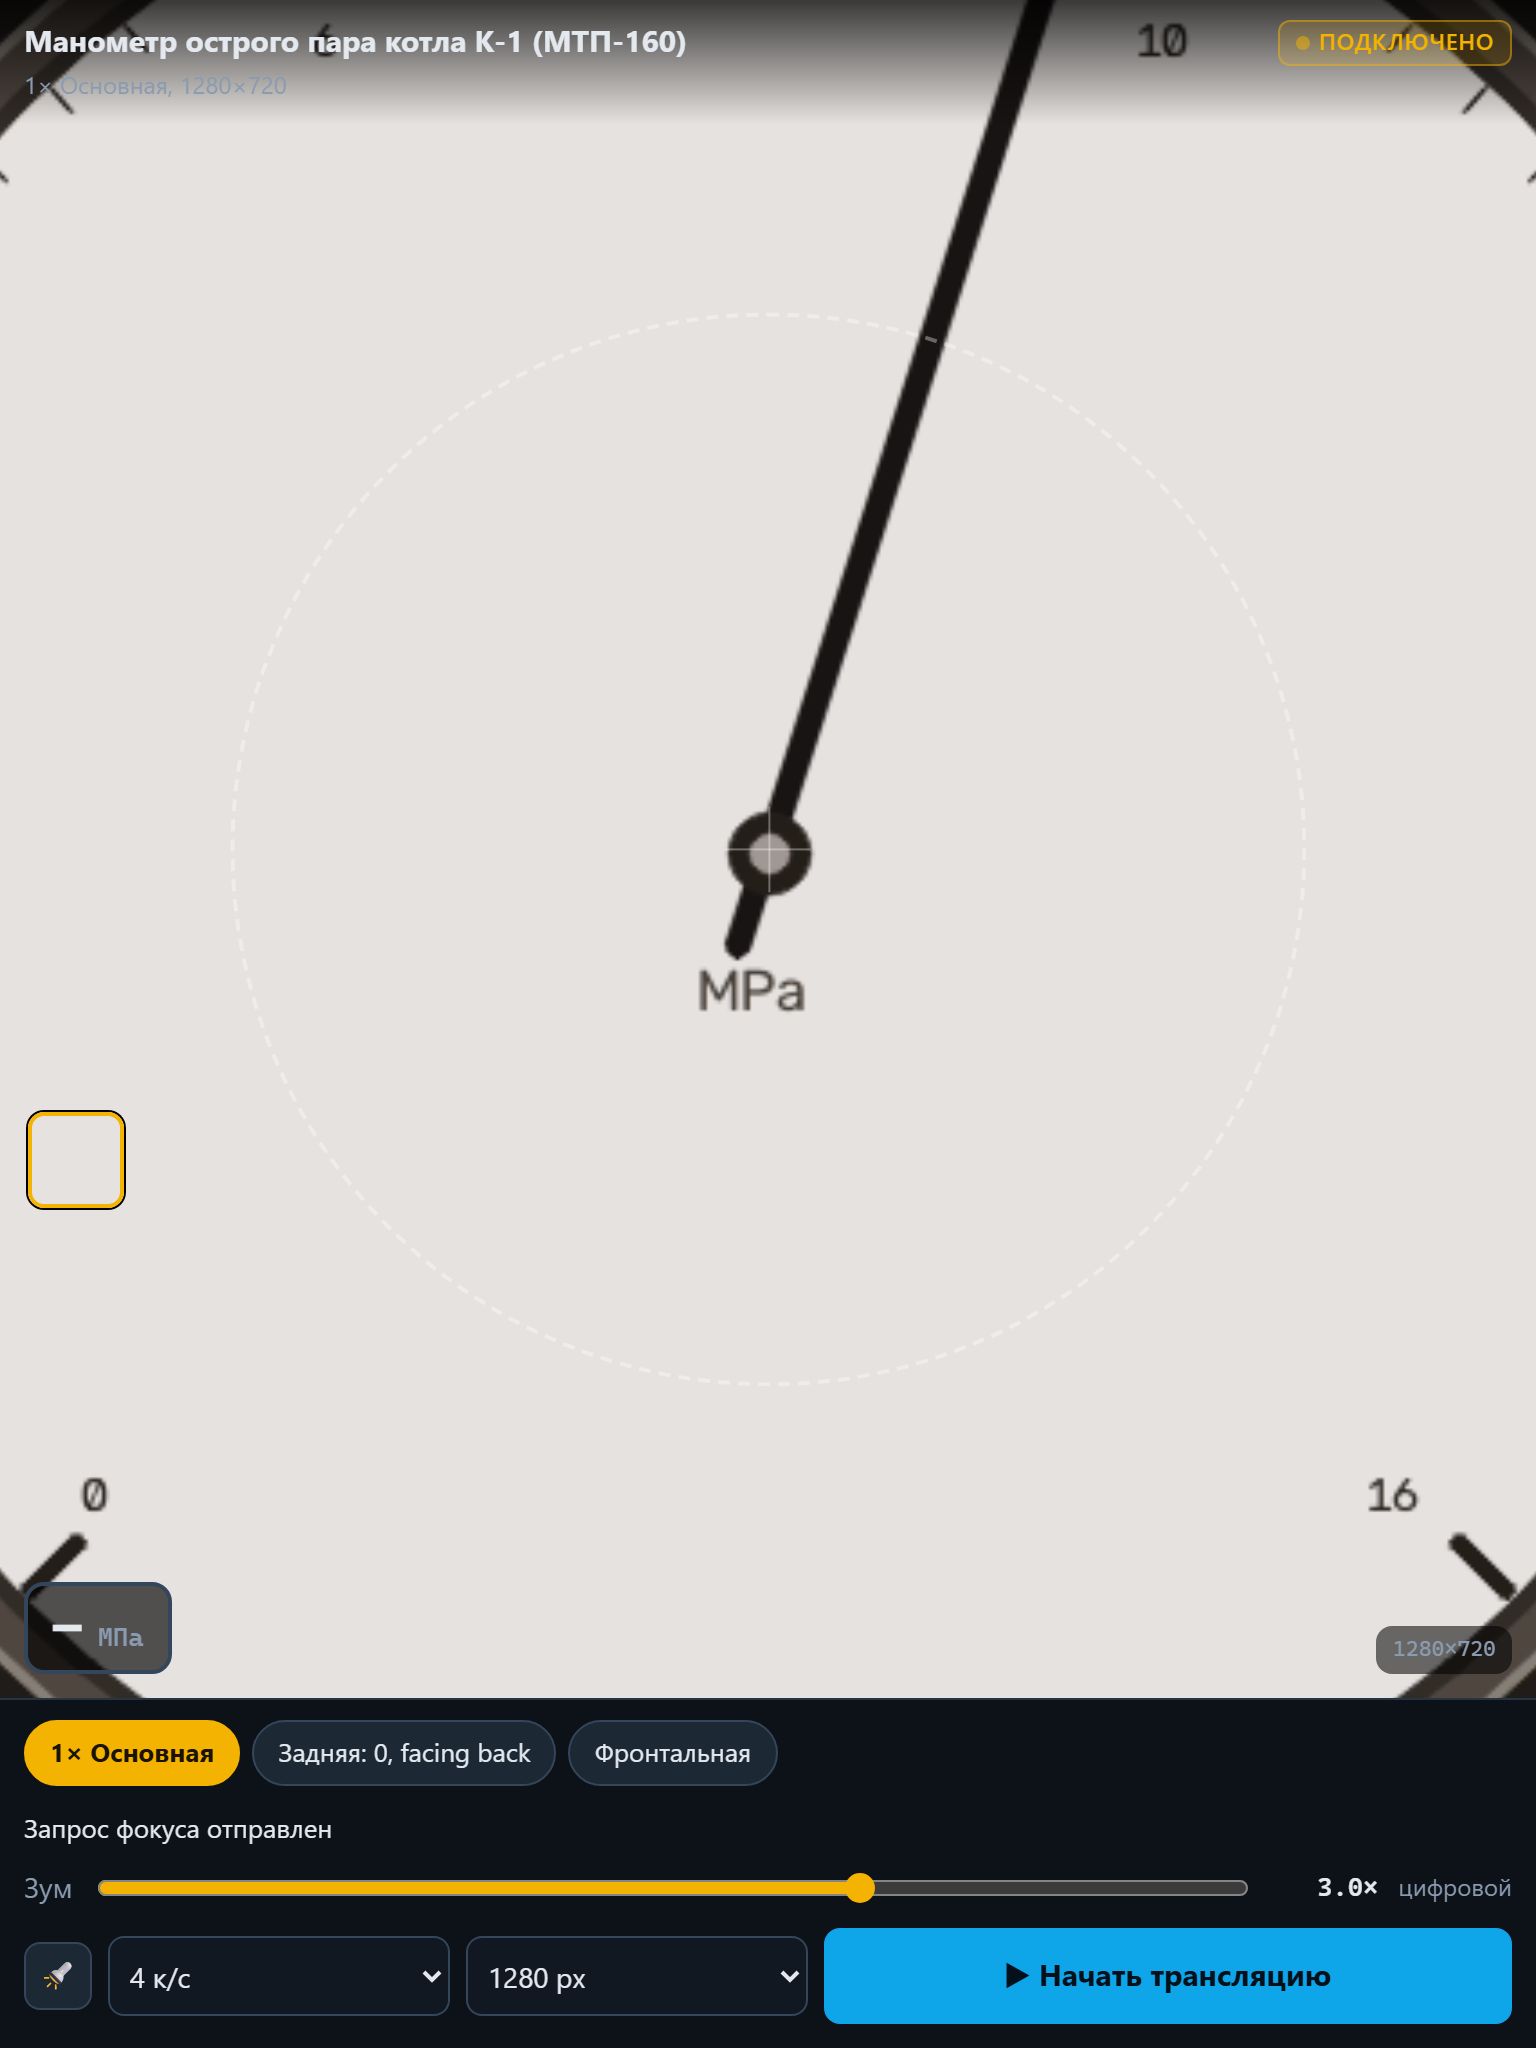 Манометр острого пара котла К-1 (МТП-160)
ПОДКЛЮЧЕНО
1× Основная, 1280×720
6
10
MPa
0
16
— МПа
1280×720
1× Основная
Задняя: 0, facing back
Фронтальная
Запрос фокуса отправлен
Зум
3.0× цифровой
4 к/с
1280 px
▶ Начать трансляцию